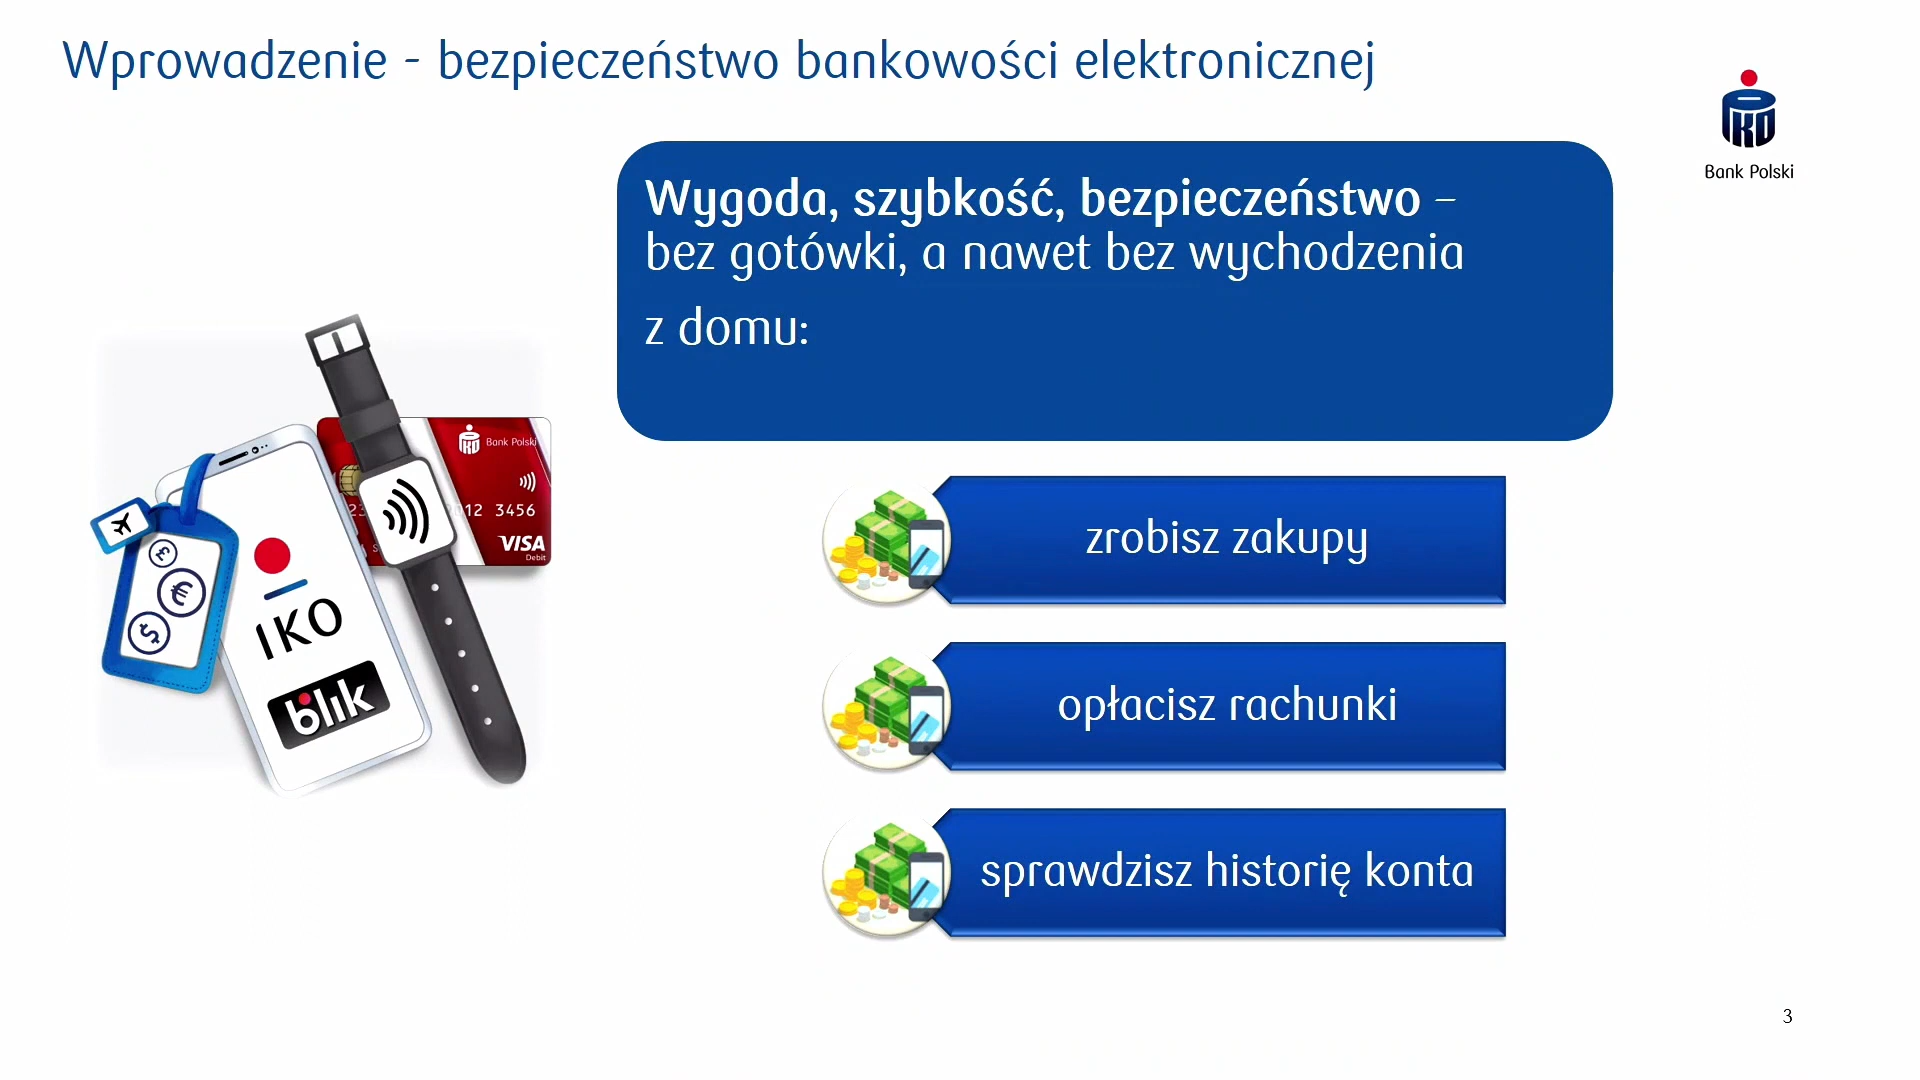 Wprowadzenie - bezpieczeństwo bankowości elektronicznej
Bank Polski
Wygoda, szybkość, bezpieczeństwo –
bez gotówki, a nawet bez wychodzenia
z domu:
Bank Polski
12 3456
VISA
Debit
IKO
blik
zrobisz zakupy
opłacisz rachunki
sprawdzisz historię konta
3